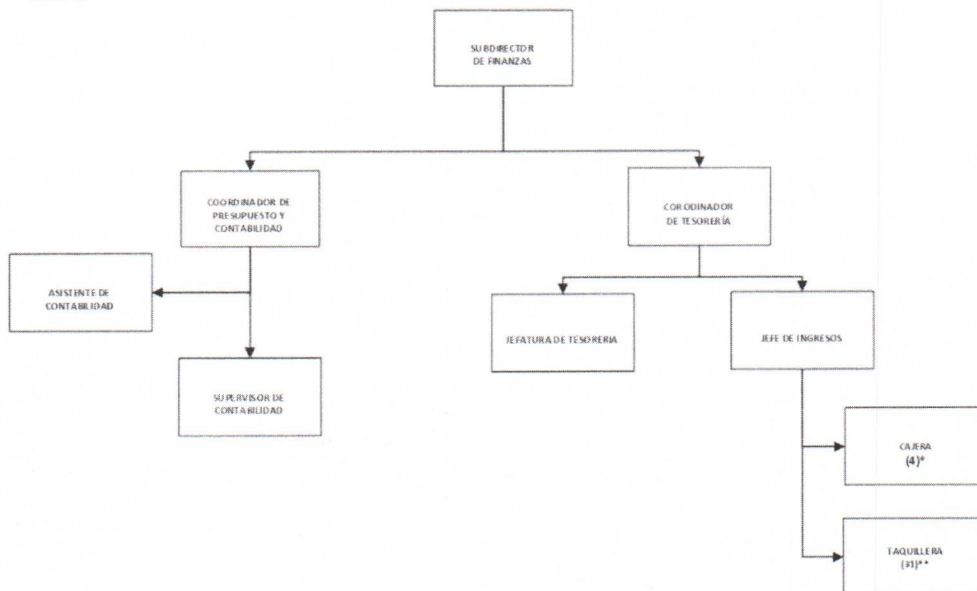 SUBDIRECTOR
DE FINANZAS
COORDINADOR DE
PRESUPUESTO Y
CONTABILIDAD
CORODINADOR
DE TESORERÍA
ASISTENTE DE
CONTABILIDAD
JEFATURA DE TESORERIA
JEFE DE INGRESOS
SUPERVISOR DE
CONTABILIDAD
CAJERA
(4)*
TAQUILLERA
(31)**